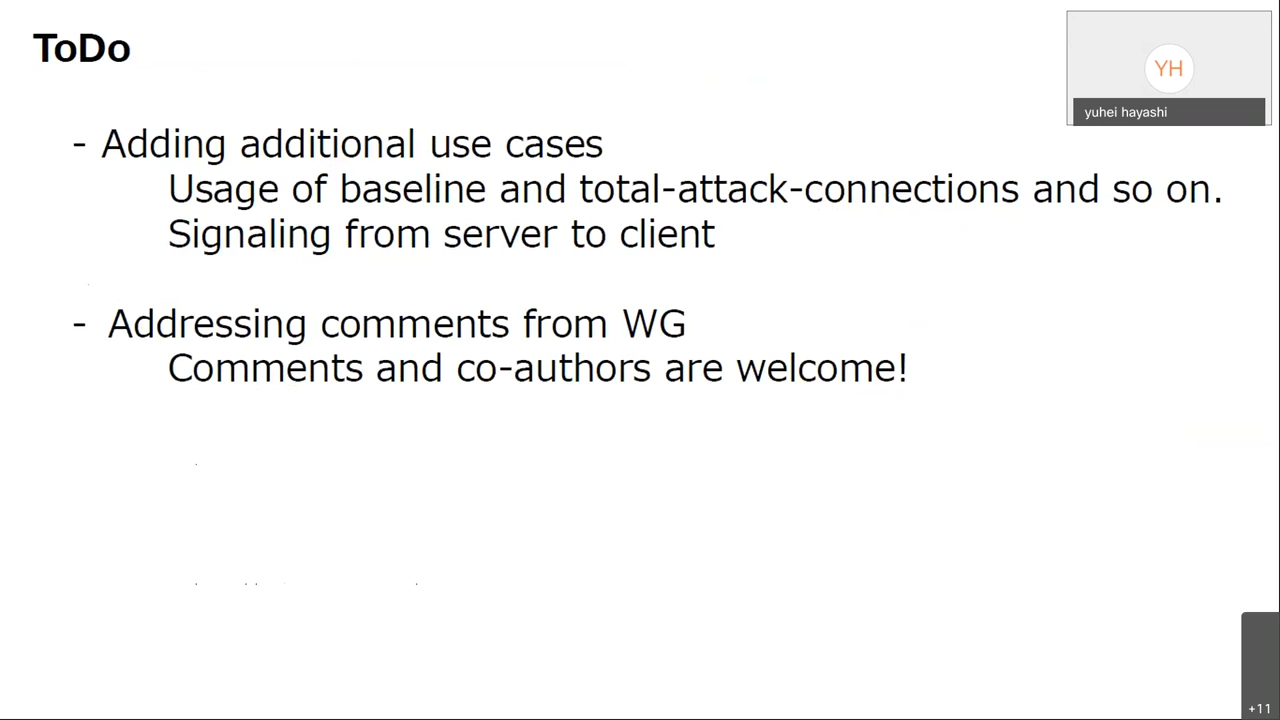 ToDo
YH
yuhei hayashi
- Adding additional use cases
Usage of baseline and total-attack-connections and so on.
Signaling from server to client
- Addressing comments from WG
Comments and co-authors are welcome!
+11